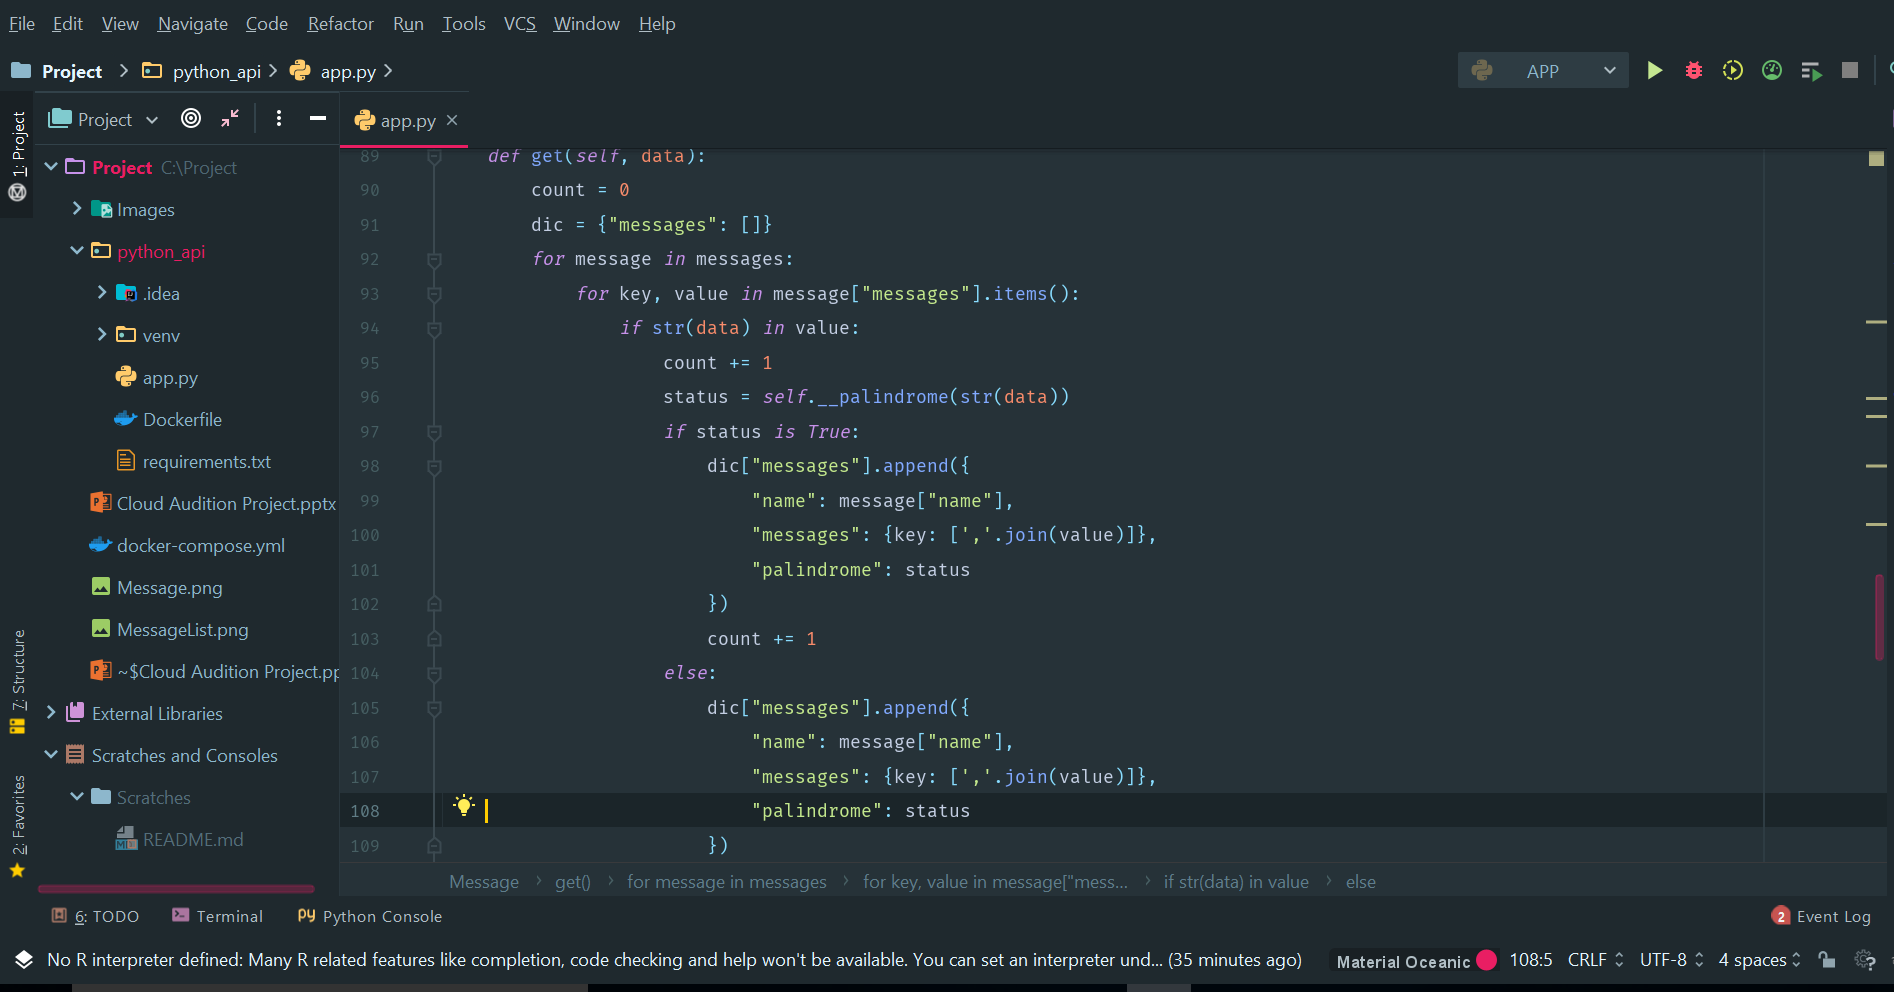 File Edit View Navigate Code Refactor Run Tools VCS Window Help
Project python_api app.py
APP
1: Project
7: Structure
2: Favorites
Project
Project C:\Project
Images
python_api
.idea
venv
app.py
Dockerfile
requirements.txt
Cloud Audition Project.pptx
docker-compose.yml
Message.png
MessageList.png
~$Cloud Audition Project.pp
External Libraries
Scratches and Consoles
Scratches
README.md
app.py
89 def get(self, data):
90 count = 0
91 dic = {"messages": []}
92 for message in messages:
93 for key, value in message["messages"].items():
94 if str(data) in value:
95 count += 1
96 status = self.__palindrome(str(data))
97 if status is True:
98 dic["messages"].append({
99 "name": message["name"],
100 "messages": {key: [','.join(value)]},
101 "palindrome": status
102 })
103 count += 1
104 else:
105 dic["messages"].append({
106 "name": message["name"],
107 "messages": {key: [','.join(value)]},
108 "palindrome": status
109 })
Message get() for message in messages for key, value in message["mess... if str(data) in value else
6: TODO Terminal Python Console 2 Event Log
No R interpreter defined: Many R related features like completion, code checking and help won't be available. You can set an interpreter und... (35 minutes ago) Material Oceanic 108:5 CRLF UTF-8 4 spaces